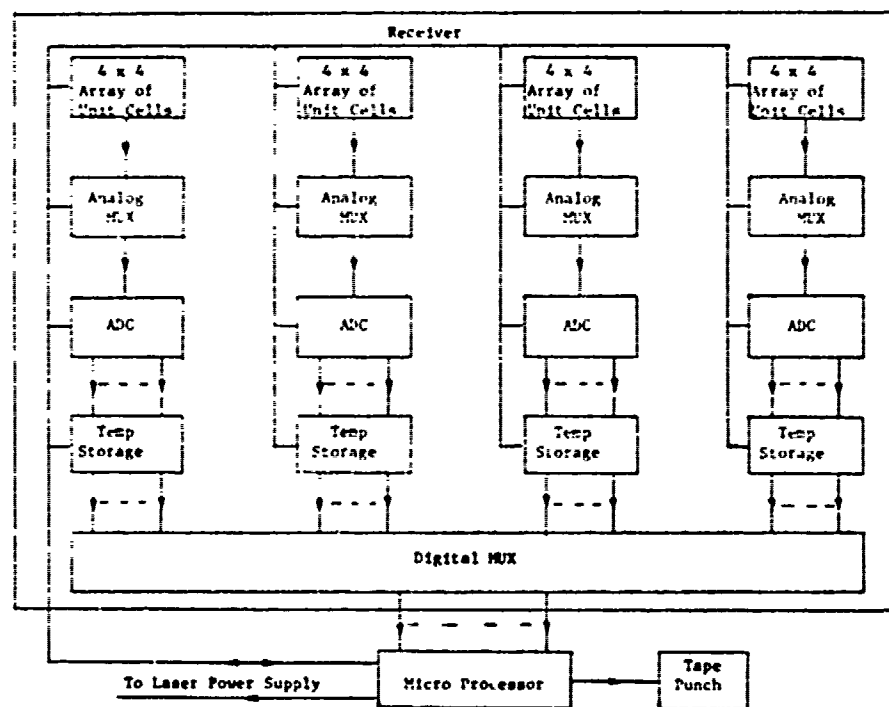 Receiver
4 x 4
Array of
Unit Cells
4 x 4
Array of
Unit Cells
4 x 4
Array of
Unit Cells
4 x 4
Array of
Unit Cells
Analog
MUX
Analog
MUX
Analog
MUX
Analog
MUX
ADC
ADC
ADC
ADC
Temp
Storage
Temp
Storage
Temp
Storage
Temp
Storage
Digital MUX
To Laser Power Supply
Micro Processor
Tape
Punch